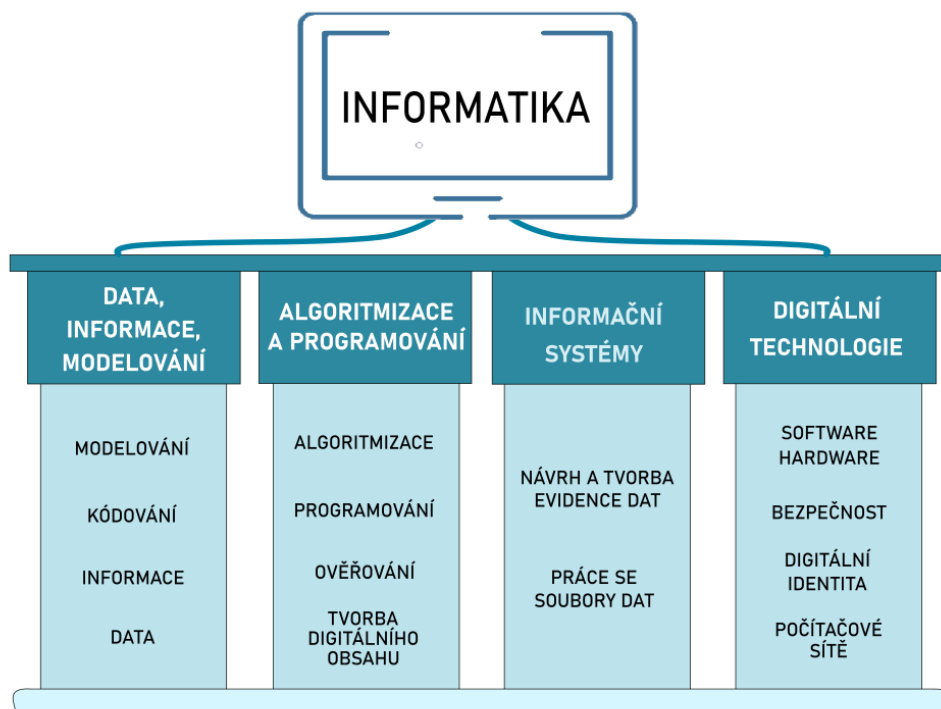 INFORMATIKA
DATA,
INFORMACE,
MODELOVÁNÍ
MODELOVÁNÍ
KÓDOVÁNÍ
INFORMACE
DATA
ALGORITMIZACE
A PROGRAMOVÁNÍ
ALGORITMIZACE
PROGRAMOVÁNÍ
OVĚŘOVÁNÍ
TVORBA
DIGITÁLNÍHO
OBSAHU
INFORMAČNÍ
SYSTÉMY
NÁVRH A TVORBA
EVIDENCE DAT
PRÁCE SE
SOUBORY DAT
DIGITÁLNÍ
TECHNOLOGIE
SOFTWARE
HARDWARE
BEZPEČNOST
DIGITÁLNÍ
IDENTITA
POČÍTAČOVÉ
SÍTĚ